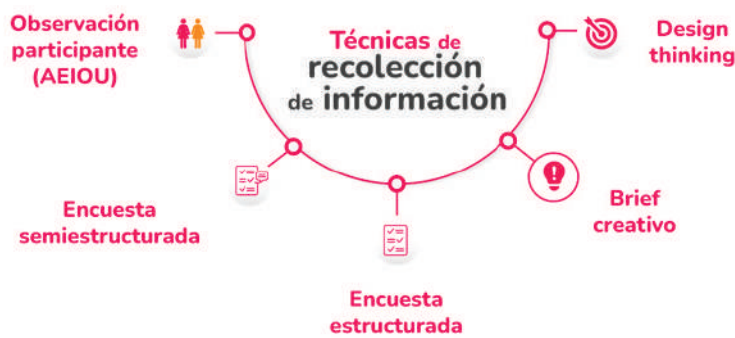 Observación
participante
(AEIOU)
Técnicas de
recolección
de información
Design
thinking
Encuesta
semiestructurada
Brief
creativo
Encuesta
estructurada